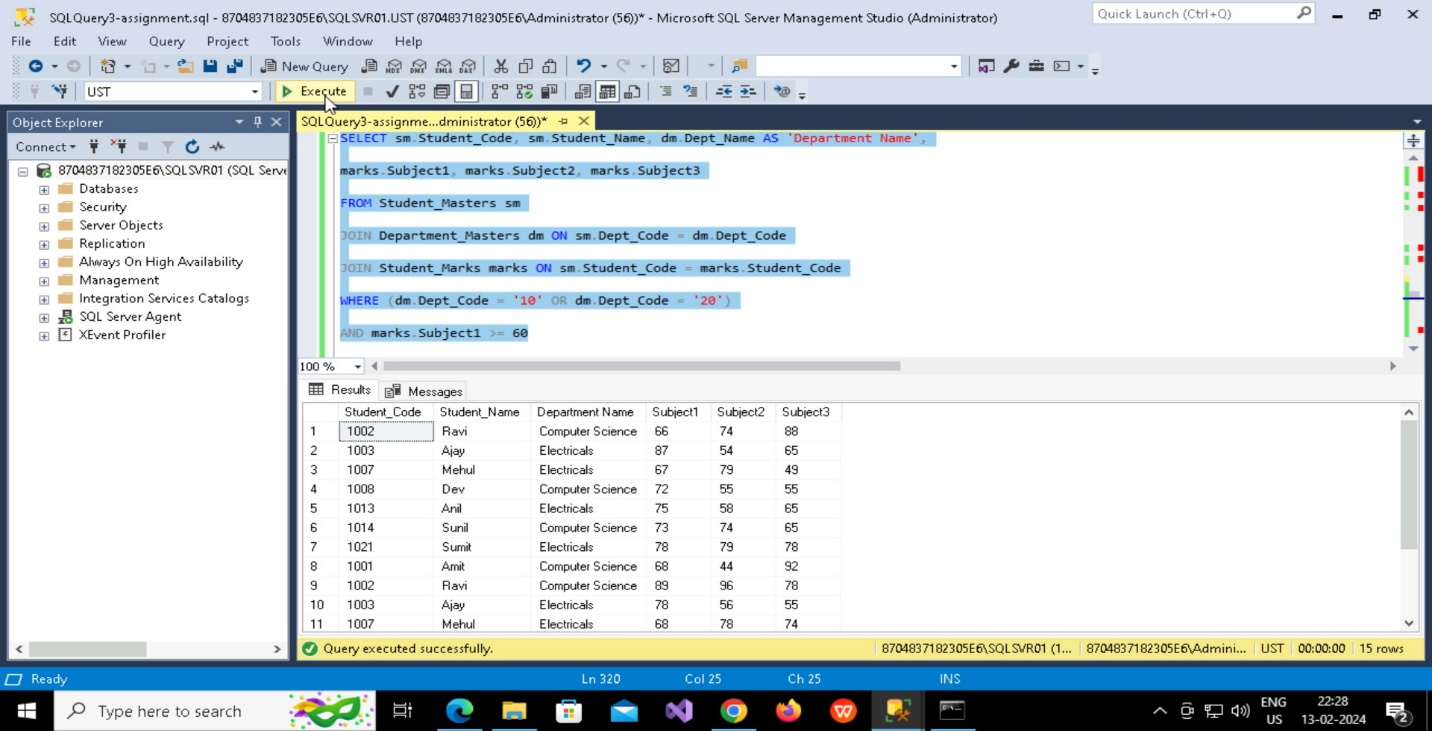 SQLQuery3-assignment.sql - 8704837182305E6\SQLSVR01.UST (8704837182305E6\Administrator (56))* - Microsoft SQL Server Management Studio (Administrator)
Quick Launch (Ctrl+Q)
File Edit View Query Project Tools Window Help
New Query
UST
Execute
Object Explorer
Connect
8704837182305E6\SQLSVR01 (SQL Serve
Databases
Security
Server Objects
Replication
Always On High Availability
Management
Integration Services Catalogs
SQL Server Agent
XEvent Profiler
SQLQuery3-assignme...dministrator (56))*
SELECT sm.Student_Code, sm.Student_Name, dm.Dept_Name AS 'Department Name',
marks.Subject1, marks.Subject2, marks.Subject3
FROM Student_Masters sm
JOIN Department_Masters dm ON sm.Dept_Code = dm.Dept_Code
JOIN Student_Marks marks ON sm.Student_Code = marks.Student_Code
WHERE (dm.Dept_Code = '10' OR dm.Dept_Code = '20')
AND marks.Subject1 >= 60
100 %
Results Messages
Student_Code Student_Name Department Name Subject1 Subject2 Subject3
1 1002 Ravi Computer Science 66 74 88
2 1003 Ajay Electricals 87 54 65
3 1007 Mehul Electricals 67 79 49
4 1008 Dev Computer Science 72 55 55
5 1013 Anil Electricals 75 58 65
6 1014 Sunil Computer Science 73 74 65
7 1021 Sumit Electricals 78 79 78
8 1001 Amit Computer Science 68 44 92
9 1002 Ravi Computer Science 89 96 78
10 1003 Ajay Electricals 78 56 55
11 1007 Mehul Electricals 68 78 74
Query executed successfully.
8704837182305E6\SQLSVR01 (1... 8704837182305E6\Admini... UST 00:00:00 15 rows
Ready Ln 320 Col 25 Ch 25 INS
Type here to search
ENG
US
22:28
13-02-2024
2